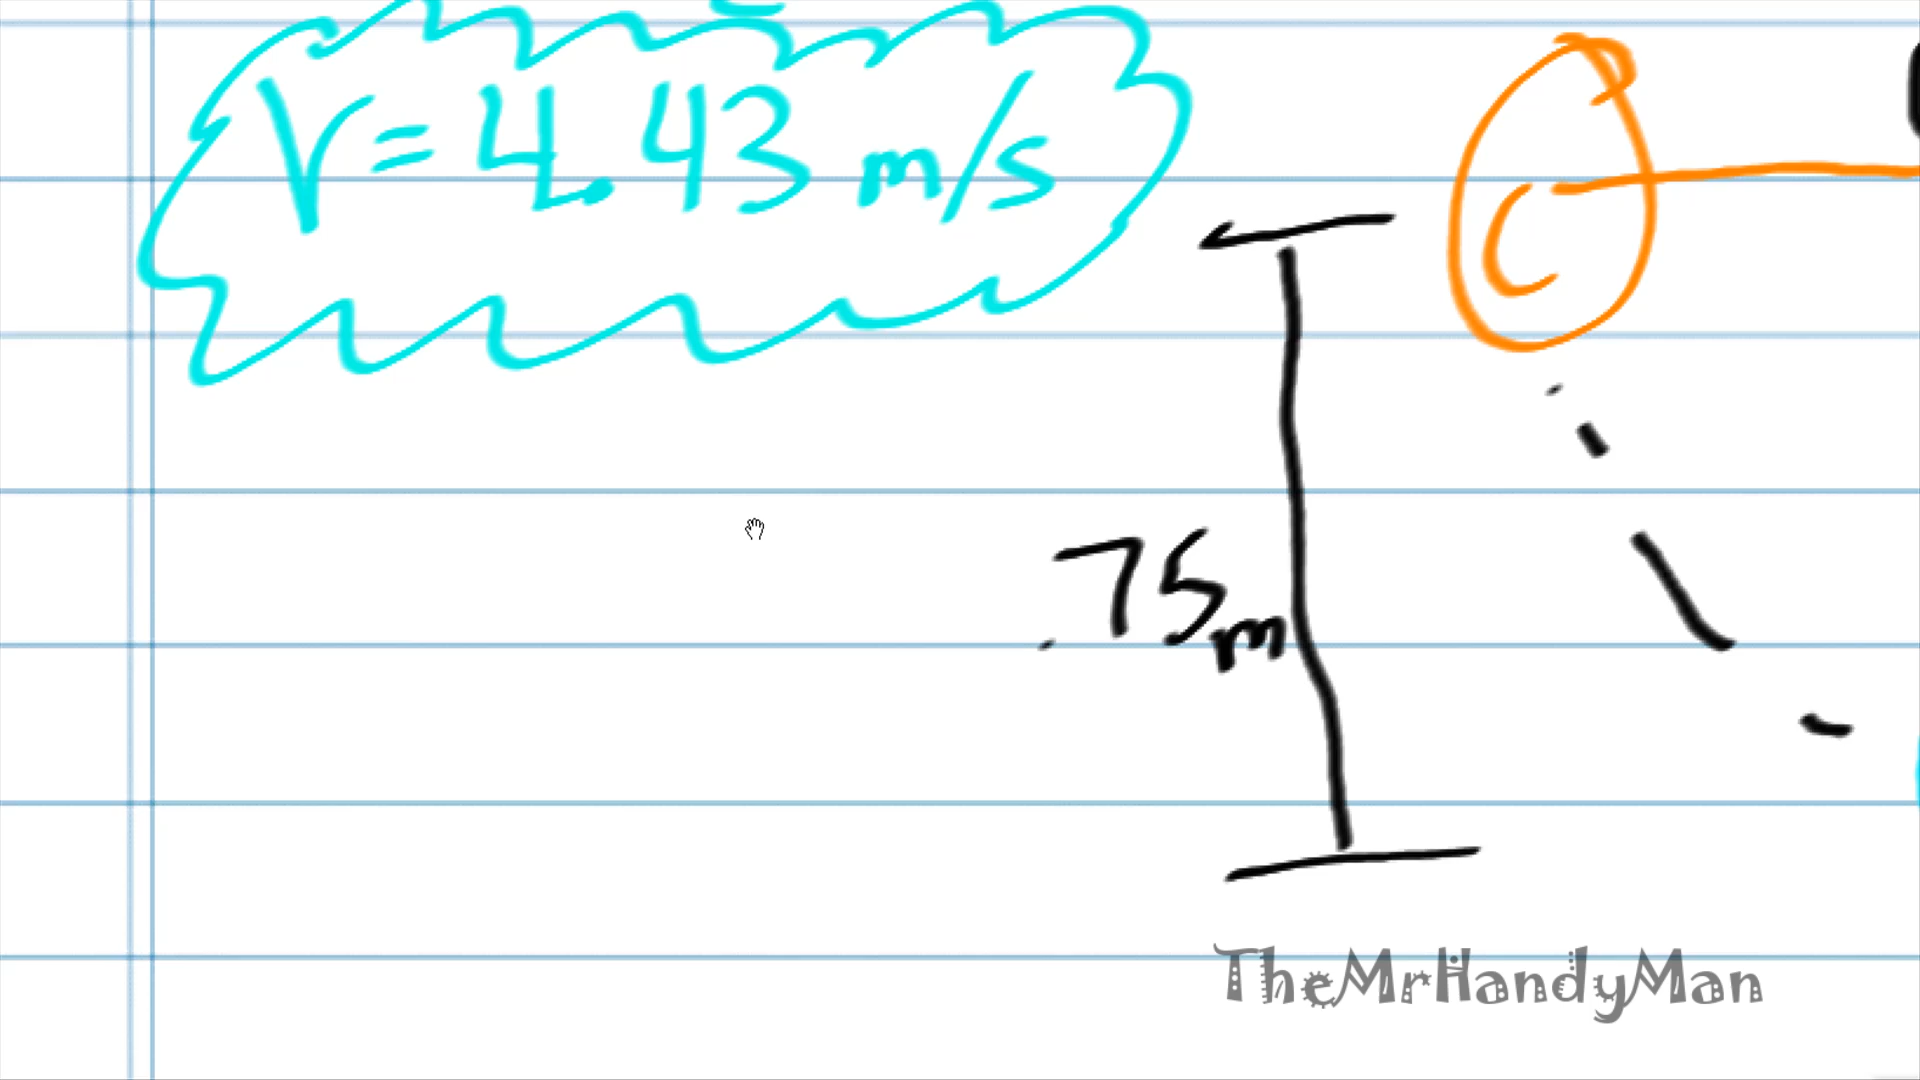 V = 4.43 m/s
.75m
TheMrHandyMan